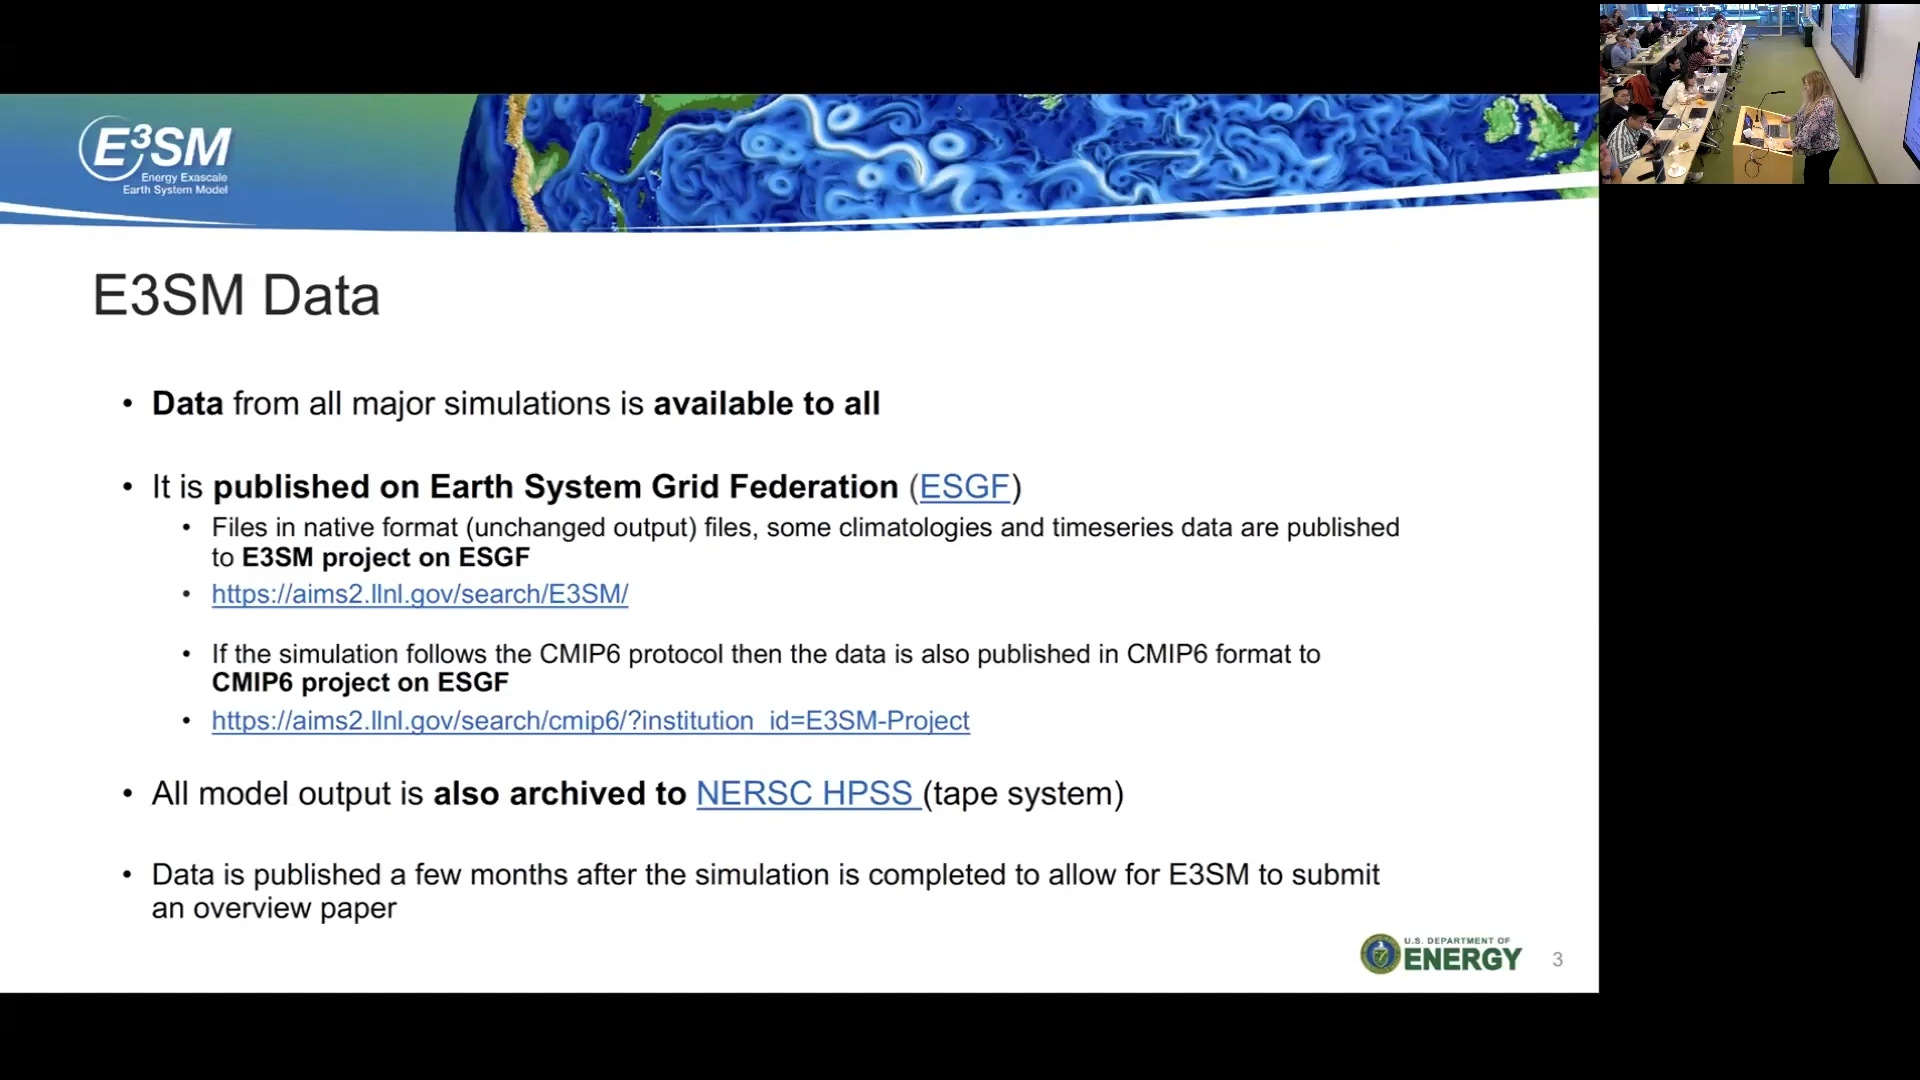 E³SM
Energy Exascale
Earth System Model
E3SM Data
• Data from all major simulations is available to all
• It is published on Earth System Grid Federation (ESGF)
• Files in native format (unchanged output) files, some climatologies and timeseries data are published
to E3SM project on ESGF
• https://aims2.llnl.gov/search/E3SM/
• If the simulation follows the CMIP6 protocol then the data is also published in CMIP6 format to
CMIP6 project on ESGF
• https://aims2.llnl.gov/search/cmip6/?institution_id=E3SM-Project
• All model output is also archived to NERSC HPSS (tape system)
• Data is published a few months after the simulation is completed to allow for E3SM to submit
an overview paper
U.S. DEPARTMENT OF
ENERGY
3